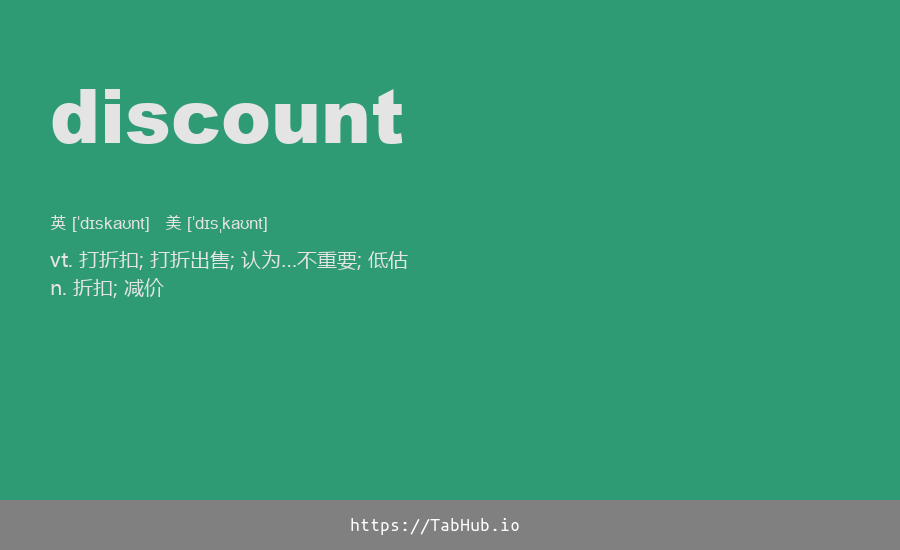 discount
英 [ˈdɪskaʊnt] 美 [ˈdɪsˌkaʊnt]
vt. 打折扣; 打折出售; 认为...不重要; 低估
n. 折扣; 减价
https://TabHub.io